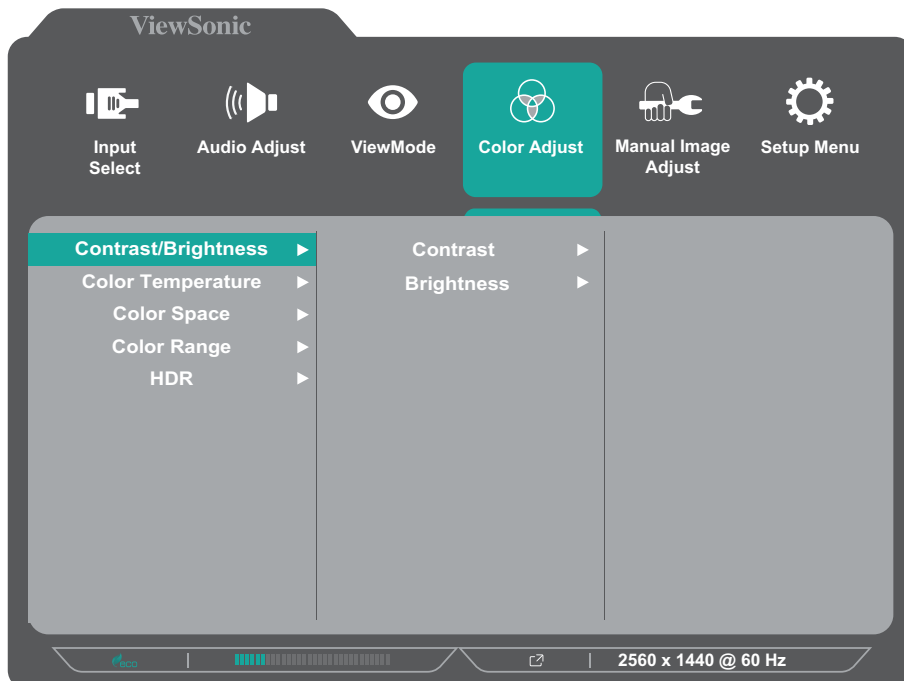 ViewSonic
Input Select
Audio Adjust
ViewMode
Color Adjust
Manual Image Adjust
Setup Menu
Contrast/Brightness
Contrast
Color Temperature
Brightness
Color Space
Color Range
HDR
eco
2560 x 1440 @ 60 Hz